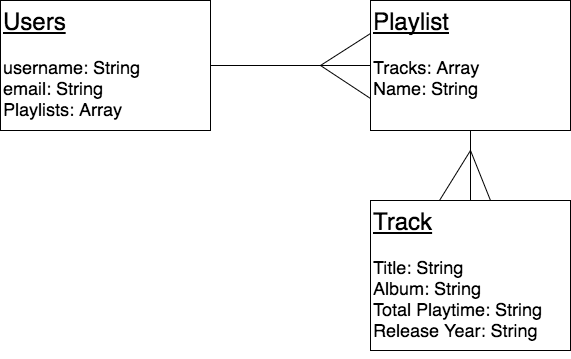 Users
username: String
email: String
Playlists: Array
Playlist
Tracks: Array
Name: String
Track
Title: String
Album: String
Total Playtime: String
Release Year: String